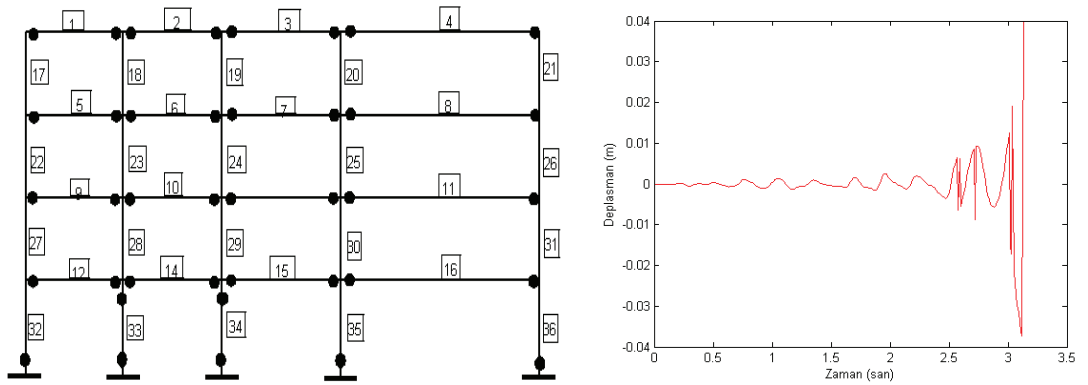 1 2 3 4
17 18 19 20 21
5 6 7 8
22 23 24 25 26
9 10 11
27 28 29 30 31
12 14 15 16
32 33 34 35 36
0.04
0.03
0.02
0.01
0
-0.01
-0.02
-0.03
-0.04
0 0.5 1 1.5 2 2.5 3 3.5
Deplasman (m)
Zaman (san)